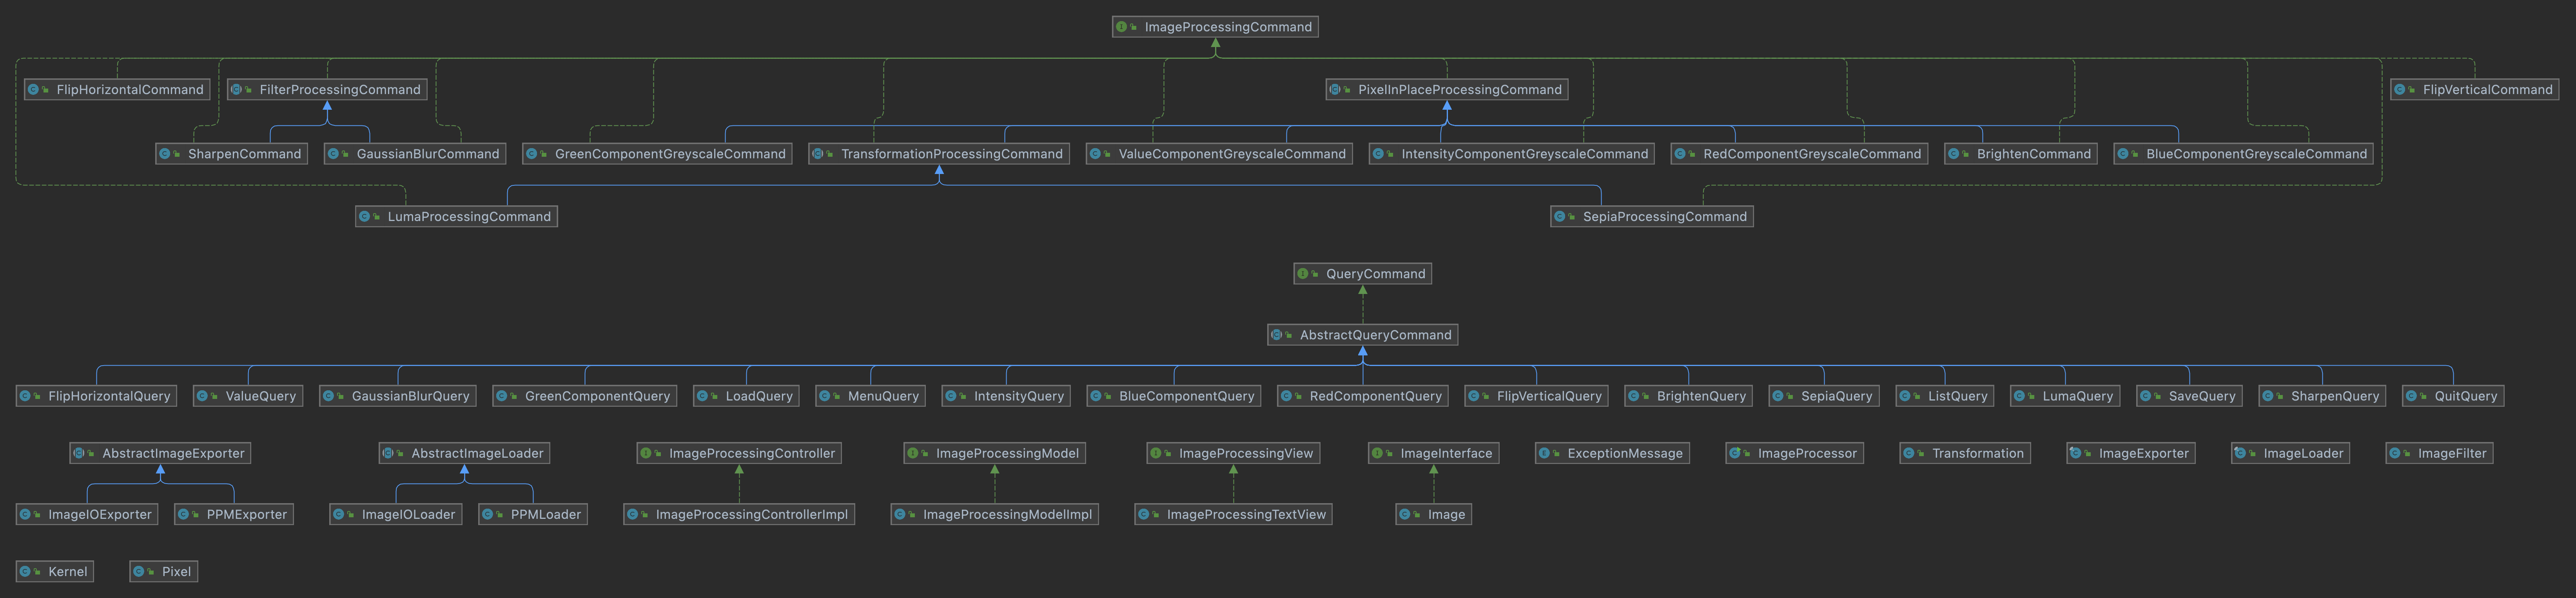 ImageProcessingCommand
FlipHorizontalCommand FilterProcessingCommand PixelInPlaceProcessingCommand FlipVerticalCommand
SharpenCommand GaussianBlurCommand GreenComponentGreyscaleCommand TransformationProcessingCommand ValueComponentGreyscaleCommand IntensityComponentGreyscaleCommand RedComponentGreyscaleCommand BrightenCommand BlueComponentGreyscaleCommand
LumaProcessingCommand SepiaProcessingCommand
QueryCommand
AbstractQueryCommand
FlipHorizontalQuery ValueQuery GaussianBlurQuery GreenComponentQuery LoadQuery MenuQuery IntensityQuery BlueComponentQuery RedComponentQuery FlipVerticalQuery BrightenQuery SepiaQuery ListQuery LumaQuery SaveQuery SharpenQuery QuitQuery
AbstractImageExporter AbstractImageLoader ImageProcessingController ImageProcessingModel ImageProcessingView ImageInterface ExceptionMessage ImageProcessor Transformation ImageExporter ImageLoader ImageFilter
ImageIOExporter PPMExporter ImageIOLoader PPMLoader ImageProcessingControllerImpl ImageProcessingModelImpl ImageProcessingTextView Image
Kernel Pixel